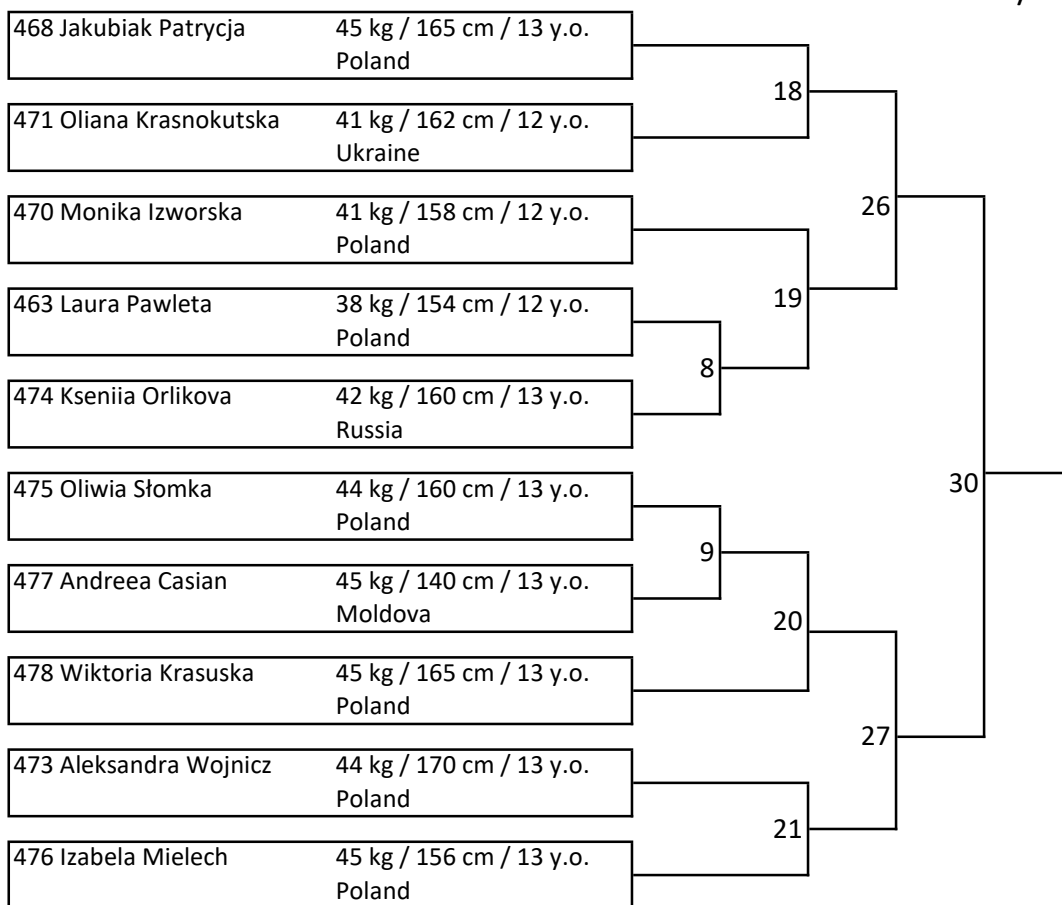 468 Jakubiak Patrycja 45 kg / 165 cm / 13 y.o.
Poland
18
471 Oliana Krasnokutska 41 kg / 162 cm / 12 y.o.
Ukraine
470 Monika Izworska 41 kg / 158 cm / 12 y.o.
26
Poland
463 Laura Pawleta 38 kg / 154 cm / 12 y.o.
19
Poland
8
474 Kseniia Orlikova 42 kg / 160 cm / 13 y.o.
Russia
475 Oliwia Słomka 44 kg / 160 cm / 13 y.o.
30
Poland
9
477 Andreea Casian 45 kg / 140 cm / 13 y.o.
Moldova
20
478 Wiktoria Krasuska 45 kg / 165 cm / 13 y.o.
Poland
27
473 Aleksandra Wojnicz 44 kg / 170 cm / 13 y.o.
Poland
21
476 Izabela Mielech 45 kg / 156 cm / 13 y.o.
Poland